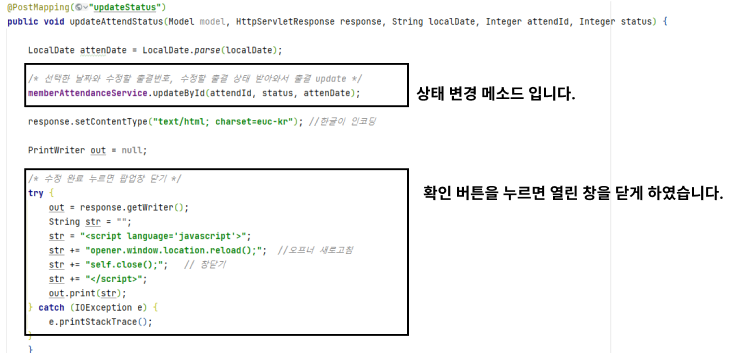 @PostMapping("updateStatus")
public void updateAttendStatus(Model model, HttpServletResponse response, String localDate, Integer attendId, Integer status) {
LocalDate attenDate = LocalDate.parse(localDate);
/* 선택한 날짜와 수정할 출결번호, 수정할 출결 상태 받아와서 출결 update */
memberAttendanceService.updateById(attendId, status, attenDate);
상태 변경 메소드 입니다.
response.setContentType("text/html; charset=euc-kr"); //한글이 인코딩
PrintWriter out = null;
/* 수정 완료 누르면 팝업창 닫기 */
확인 버튼을 누르면 열린 창을 닫게 하였습니다.
try {
out = response.getWriter();
String str = "";
str = "<script language='javascript'>";
str += "opener.window.location.reload();"; //오프너 새로고침
str += "self.close();"; // 창닫기
str += "</script>";
out.print(str);
} catch (IOException e) {
e.printStackTrace();
}
}